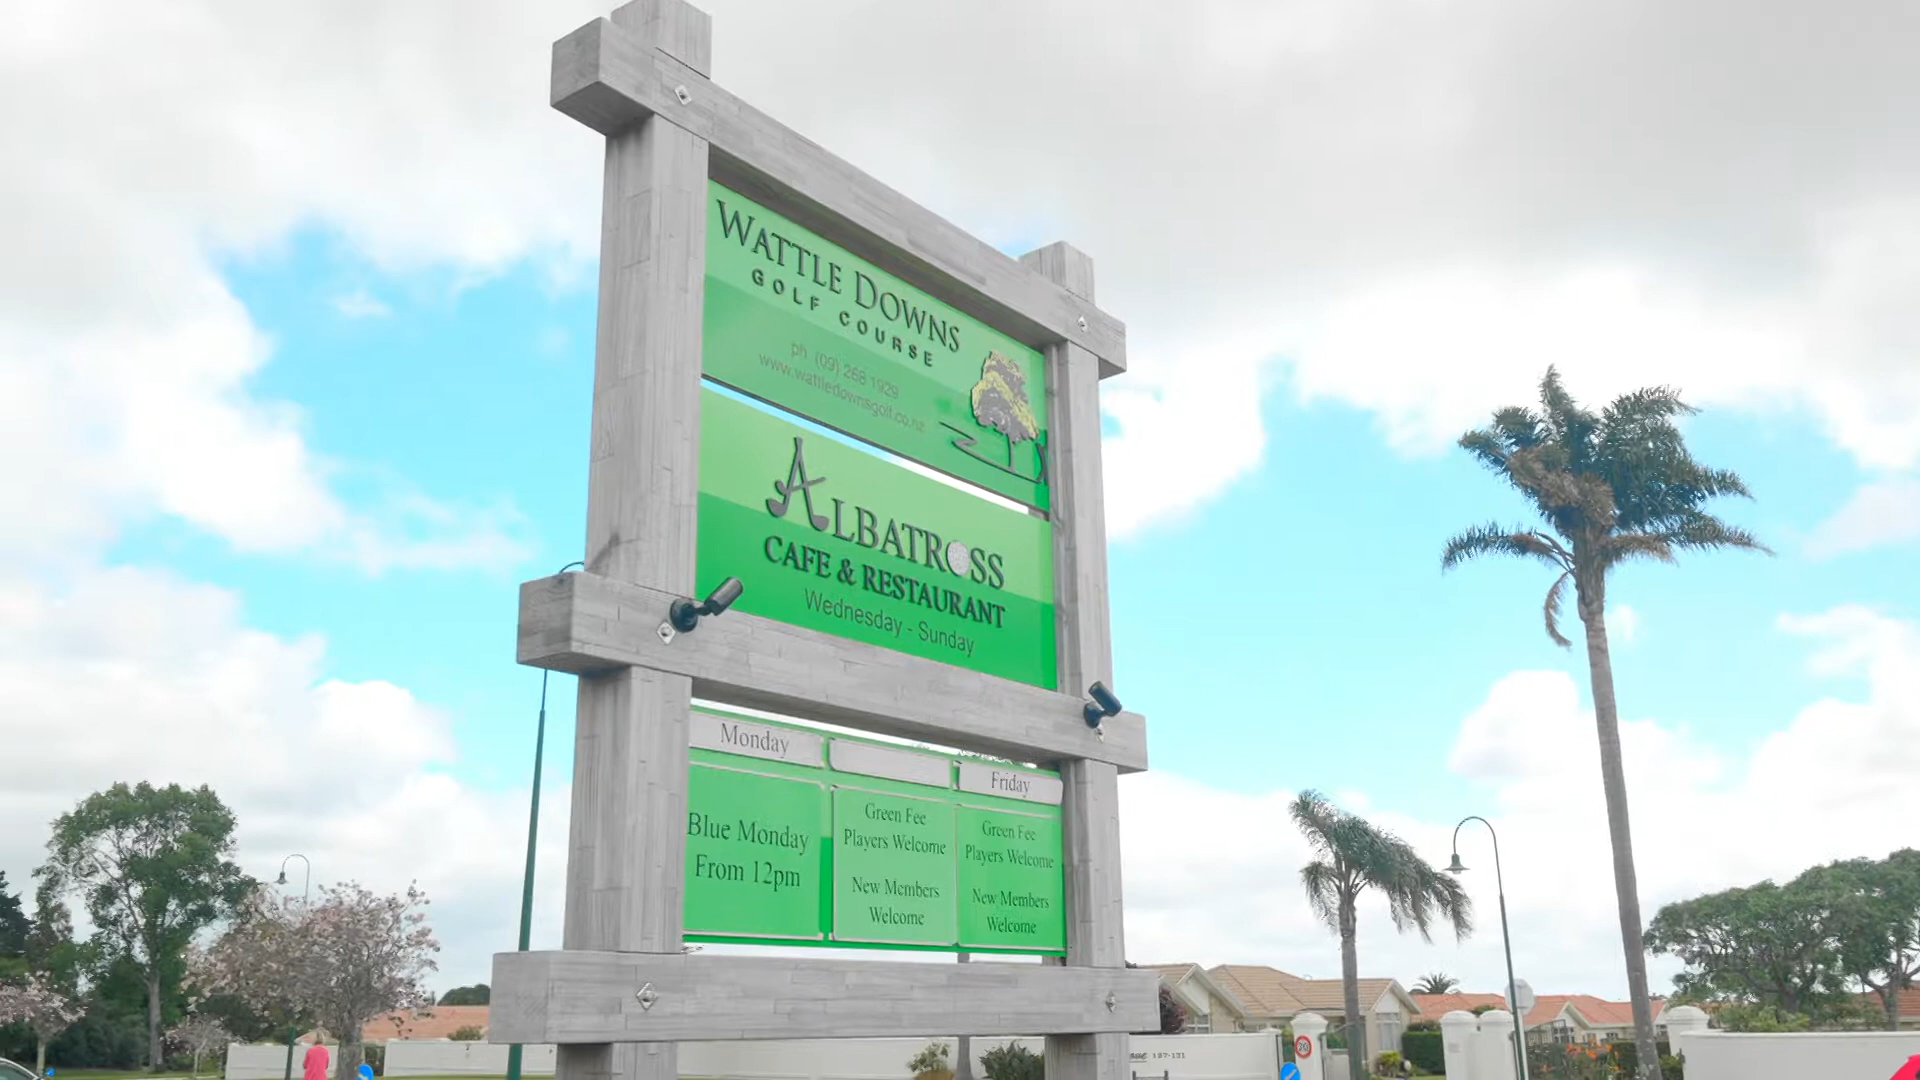 WATTLE DOWNS
GOLF COURSE
ph (09) 268 1929
www.wattledownsgolf.co.nz
ALBATROSS
CAFE & RESTAURANT
Wednesday - Sunday
Monday
Blue Monday
From 12pm
Green Fee
Players Welcome
New Members
Welcome
Friday
Green Fee
Players Welcome
New Members
Welcome